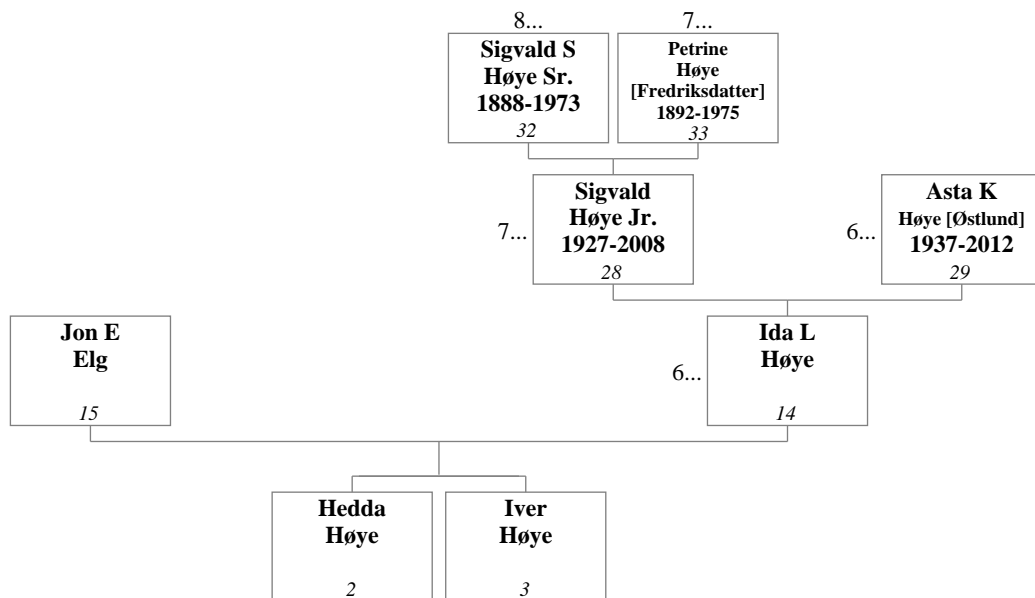 8...
7...
Sigvald S
Høye Sr.
1888-1973
32
Petrine
Høye
[Fredriksdatter]
1892-1975
33
7...
Sigvald
Høye Jr.
1927-2008
28
6...
Asta K
Høye [Østlund]
1937-2012
29
Jon E
Elg
15
6...
Ida L
Høye
14
Hedda
Høye
2
Iver
Høye
3